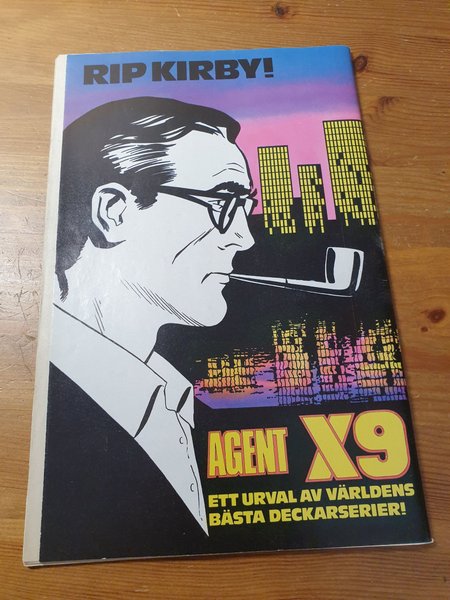 RIP KIRBY!
AGENT X9
ETT URVAL AV VÄRLDENS
BÄSTA DECKARSERIER!